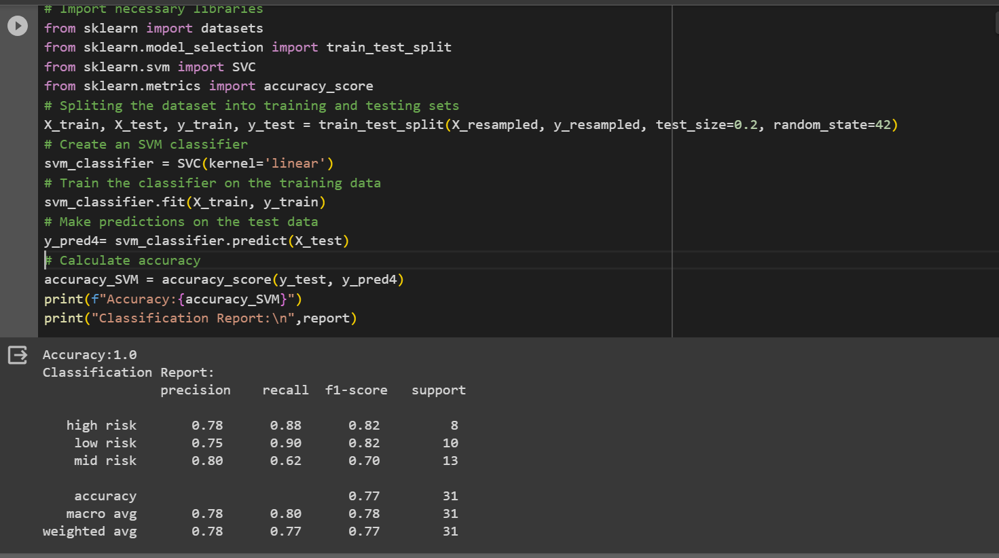 # Import necessary libraries
from sklearn import datasets
from sklearn.model_selection import train_test_split
from sklearn.svm import SVC
from sklearn.metrics import accuracy_score
# Spliting the dataset into training and testing sets
X_train, X_test, y_train, y_test = train_test_split(X_resampled, y_resampled, test_size=0.2, random_state=42)
# Create an SVM classifier
svm_classifier = SVC(kernel='linear')
# Train the classifier on the training data
svm_classifier.fit(X_train, y_train)
# Make predictions on the test data
y_pred4= svm_classifier.predict(X_test)
# Calculate accuracy
accuracy_SVM = accuracy_score(y_test, y_pred4)
print(f"Accuracy:{accuracy_SVM}")
print("Classification Report:\n",report)
Accuracy:1.0
Classification Report:
precision recall f1-score support
high risk 0.78 0.88 0.82 8
low risk 0.75 0.90 0.82 10
mid risk 0.80 0.62 0.70 13
accuracy 0.77 31
macro avg 0.78 0.80 0.78 31
weighted avg 0.78 0.77 0.77 31